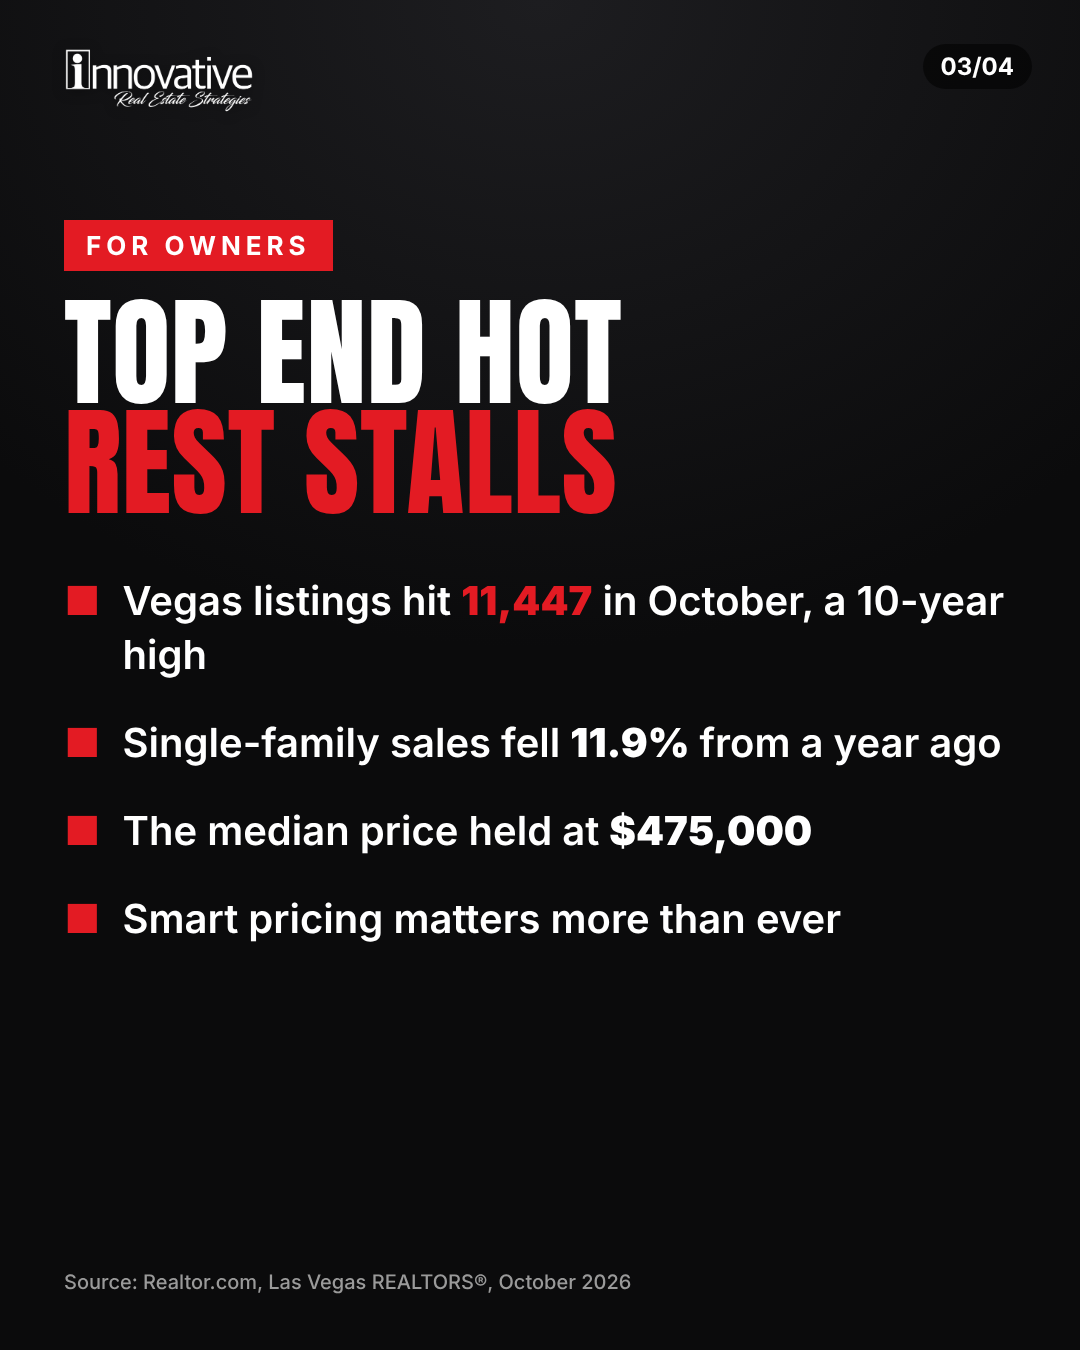 innovative
Real Estate Strategies
03/04
FOR OWNERS
TOP END HOT
REST STALLS
Vegas listings hit 11,447 in October, a 10-year
high
Single-family sales fell 11.9% from a year ago
The median price held at $475,000
Smart pricing matters more than ever
Source: Realtor.com, Las Vegas REALTORS®, October 2026